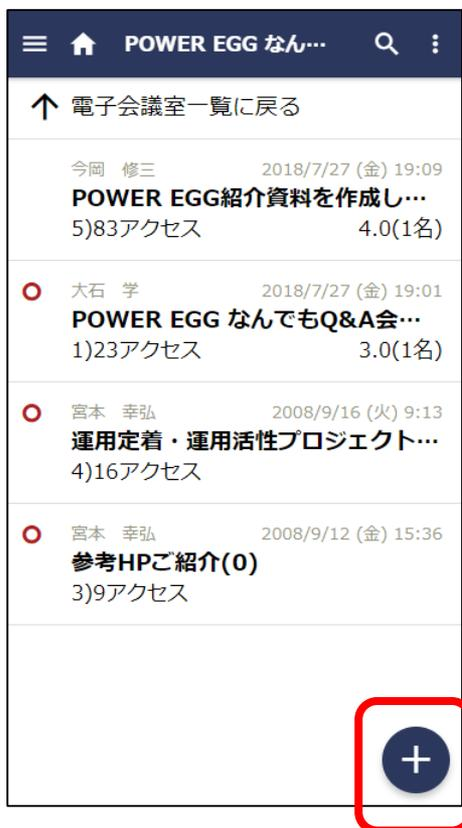 POWER EGG なん…
電子会議室一覧に戻る
今岡 修三 2018/7/27 (金) 19:09
POWER EGG紹介資料を作成し…
5)83アクセス 4.0(1名)
大石 学 2018/7/27 (金) 19:01
POWER EGG なんでもQ&A会…
1)23アクセス 3.0(1名)
宮本 幸弘 2008/9/16 (火) 9:13
運用定着・運用活性プロジェクト…
4)16アクセス
宮本 幸弘 2008/9/12 (金) 15:36
参考HPご紹介(0)
3)9アクセス